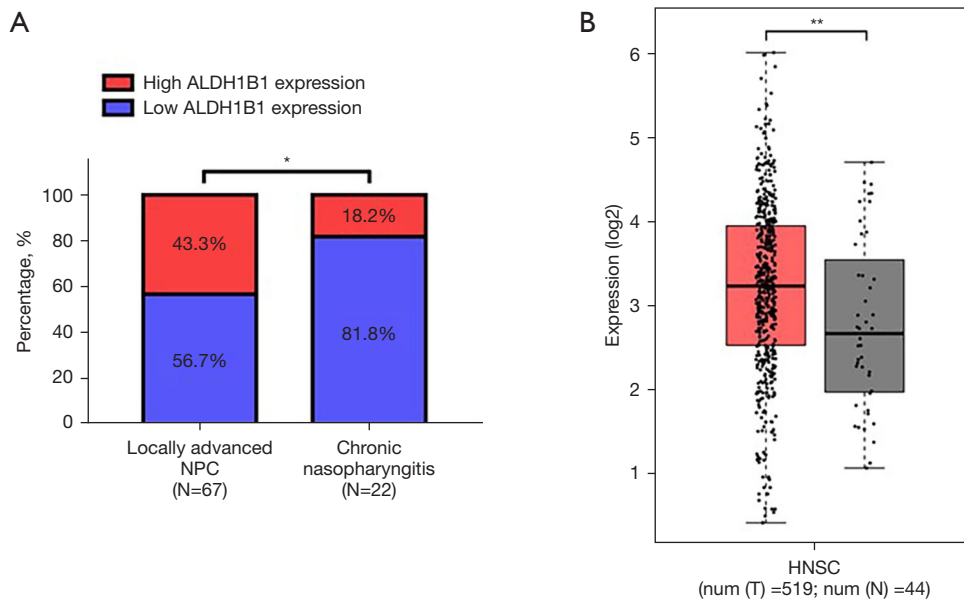 A
High ALDH1B1 expression
Low ALDH1B1 expression
*
Percentage, %
100
80
60
40
20
0
43.3%
56.7%
18.2%
81.8%
Locally advanced
NPC
(N=67)
Chronic
nasopharyngitis
(N=22)
B
**
Expression (log2)
6
5
4
3
2
1
HNSC
(num (T) =519; num (N) =44)